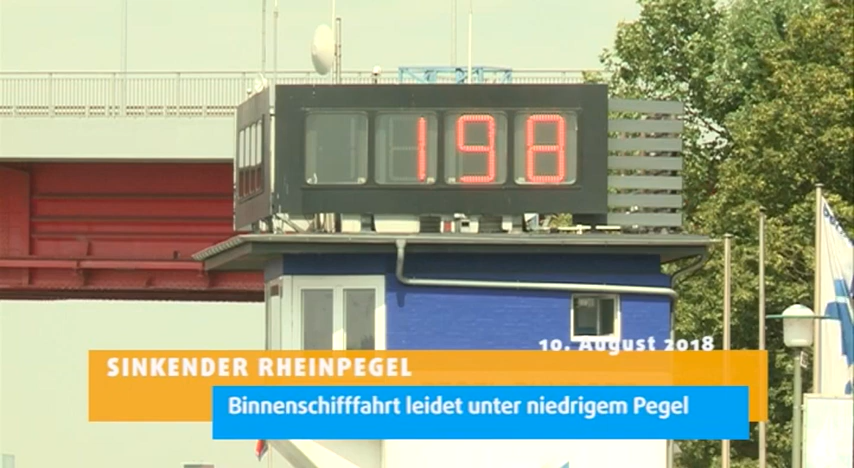 198
10. August 2018
SINKENDER RHEINPEGEL
Binnenschifffahrt leidet unter niedrigem Pegel